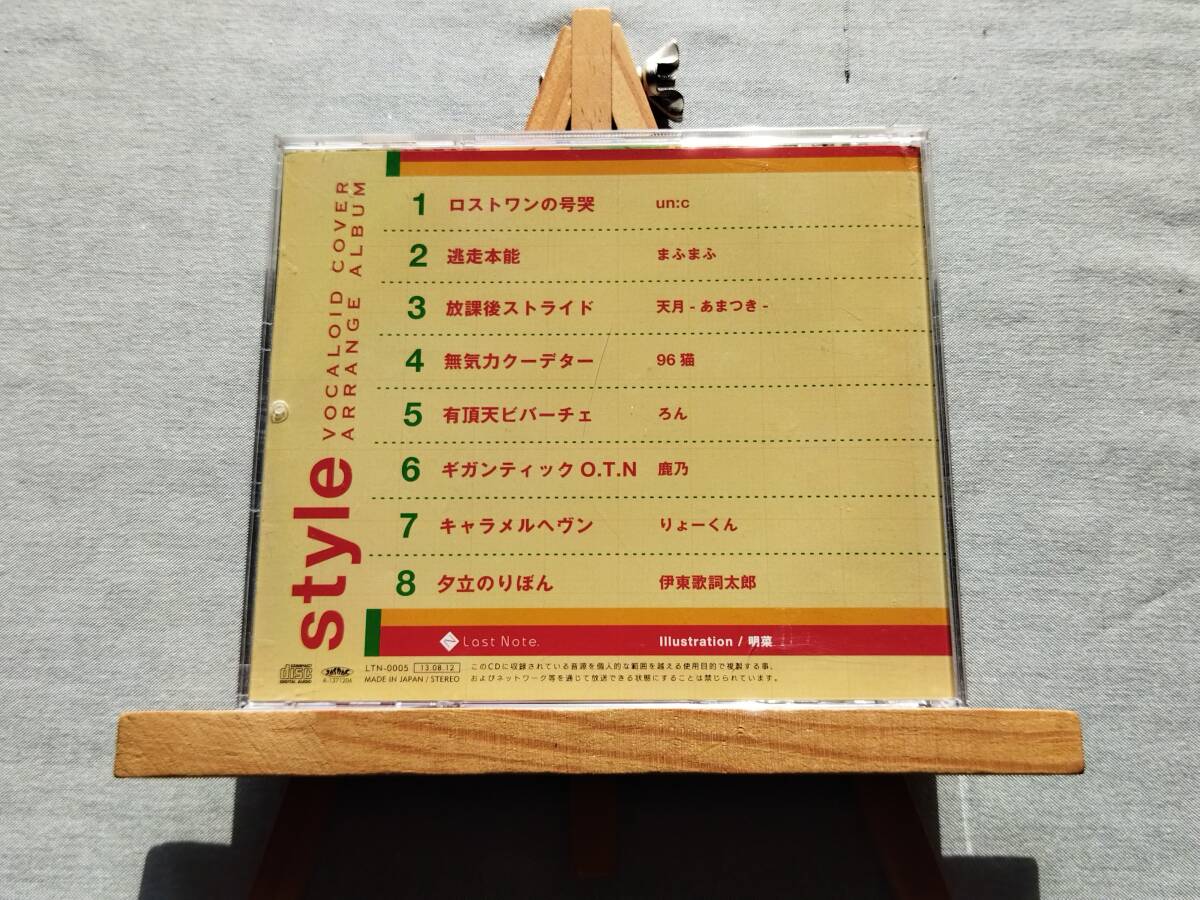 style
VOCALOID COVER
ARRANGE ALBUM
1 ロストワンの号哭 un:c
2 逃走本能 まふまふ
3 放課後ストライド 天月 - あまつき -
4 無気力クーデター 96猫
5 有頂天ビバーチェ ろん
6 ギガンティックO.T.N 鹿乃
7 キャラメルヘヴン りょーくん
8 夕立のりぼん 伊東歌詞太郎
Last Note. Illustration / 明菜
COMPACT
disc
DIGITAL AUDIO
JASRAC
R-1371204
LTN-0005 13.08.12
MADE IN JAPAN / STEREO
このCDに収録されている音源を個人的な範囲を越える使用目的で複製する事、
およびネットワーク等を通じて放送できる状態にすることは禁じられています。